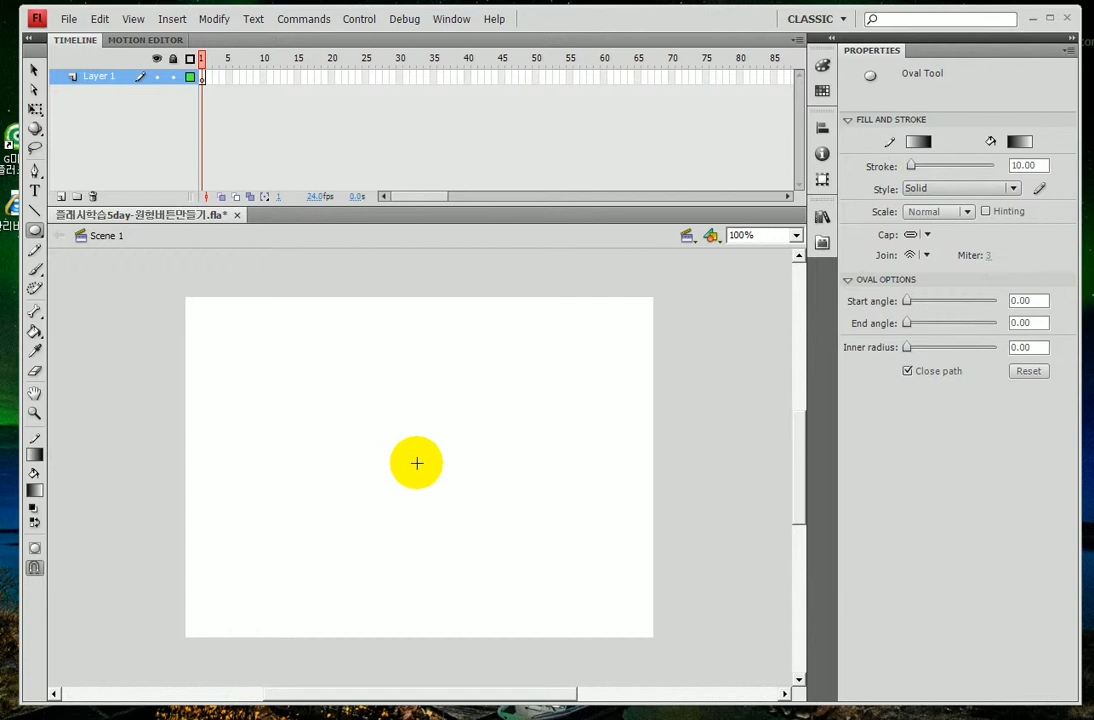 Fl File Edit View Insert Modify Text Commands Control Debug Window Help CLASSIC
TIMELINE MOTION EDITOR
PROPERTIES
1 5 10 15 20 25 30 35 40 45 50 55 60 65 70 75 80 85
Layer 1
Oval Tool
FILL AND STROKE
Stroke: 10.00
Style: Solid
1 24.0fps 0.0s
플래시학습5day-원형버튼만들기.fla*
Scale: Normal Hinting
Scene 1 100%
Cap:
Join: Miter: 3
OVAL OPTIONS
Start angle: 0.00
End angle: 0.00
Inner radius: 0.00
Close path Reset
T